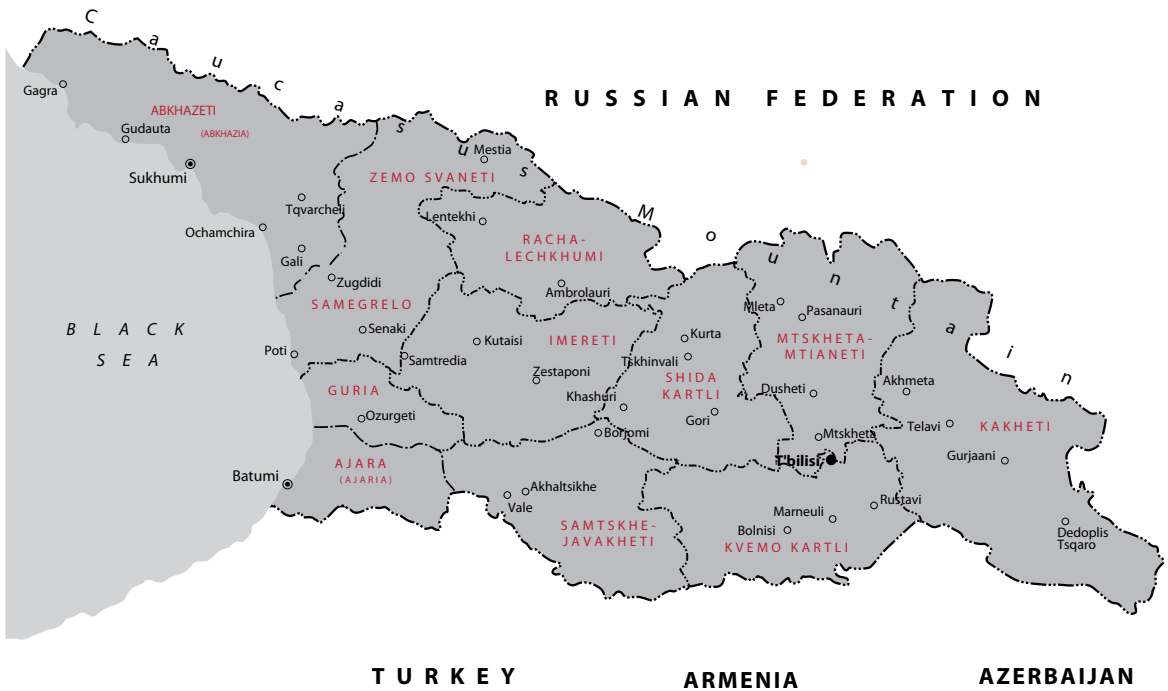 Caucasus Mountain
RUSSIAN FEDERATION
Gagra
ABKHAZETI
(ABKHAZIA)
Gudauta
Sukhumi
Mestia
ZEMO SVANETI
Tqvarcheli
Lentekhi
Ochamchira
RACHA-
LECHKHUMI
Gali
Zugdidi
Ambrolauri
SAMEGRELO
Mleta
Pasanauri
BLACK
SEA
Senaki
Kutaisi
IMERETI
Kurta
MTSKHETA-
MTIANETI
Poti
Samtredia
Tskhinvali
Zestaponi
SHIDA
KARTLI
Akhmeta
GURIA
Khashuri
Dusheti
Ozurgeti
Gori
Telavi
KAKHETI
Borjomi
Mtskheta
T'bilisi
Gurjaani
AJARA
(AJARIA)
Batumi
Akhaltsikhe
Vale
Rustavi
Marneuli
SAMTSKHE-
JAVAKHETI
Bolnisi
KVEMO KARTLI
Dedoplis
Tsqaro
TURKEY
ARMENIA
AZERBAIJAN